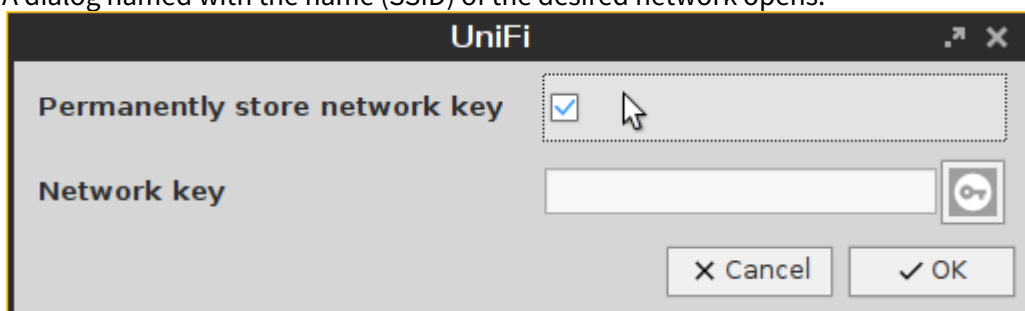 A dialog named with the name (SSID) of the desired network opens.
UniFi
Permanently store network key
Network key
Cancel
OK